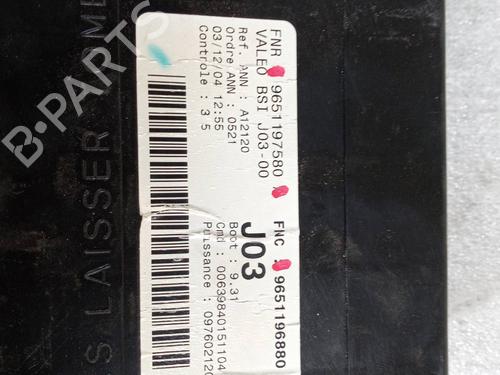 FNR 9651197580 FNC : 9651196880
VALEO BSI J03-00
Ref. ANN : A12120
Ordre ANN : 0521
03/12/04 12:55
Controle : 3 5
J03
Boot : 9.31
Cmd : 00639840151104
Puissance : 097602120
S LAISSER
B-PARTS